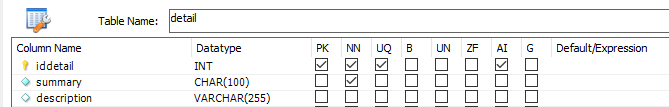 Table Name: detail
Column Name Datatype PK NN UQ B UN ZF AI G Default/Expression
iddetail INT
summary CHAR(100)
description VARCHAR(255)